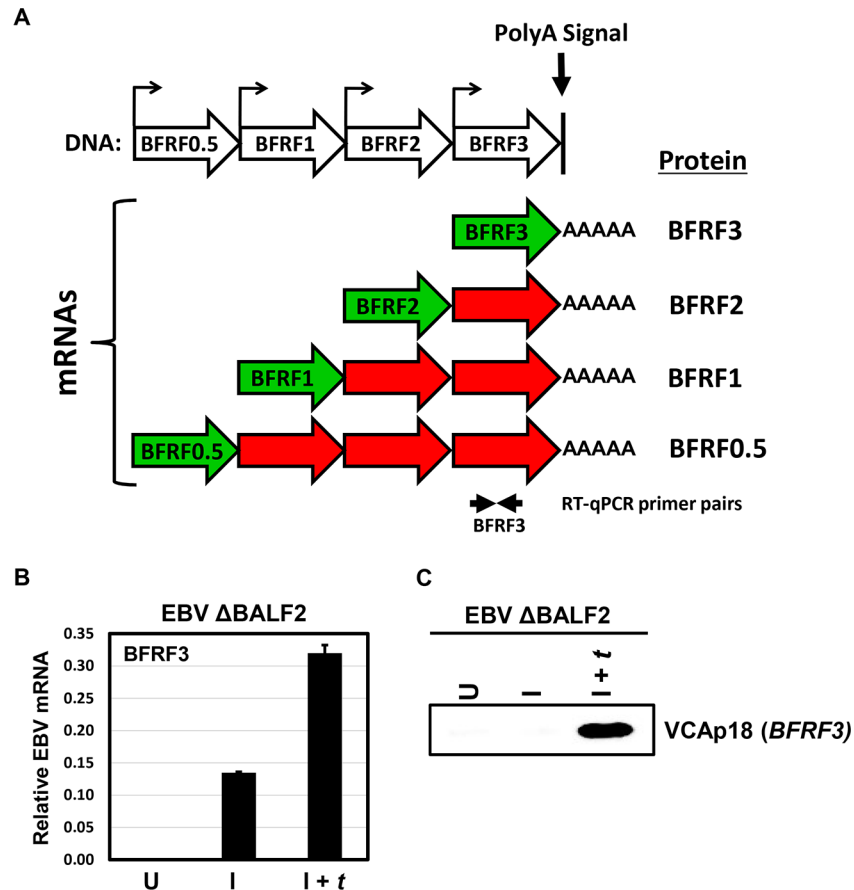 A
PolyA Signal
DNA:
BFRF0.5
BFRF1
BFRF2
BFRF3
Protein
mRNAs
BFRF3
AAAAA
BFRF3
BFRF2
AAAAA
BFRF2
BFRF1
AAAAA
BFRF1
BFRF0.5
AAAAA
BFRF0.5
BFRF3
RT-qPCR primer pairs
B
EBV ΔBALF2
BFRF3
Relative EBV mRNA
0.35
0.30
0.25
0.20
0.15
0.10
0.05
0.00
U
I
I + t
C
EBV ΔBALF2
U
I
I + t
VCAp18 (BFRF3)